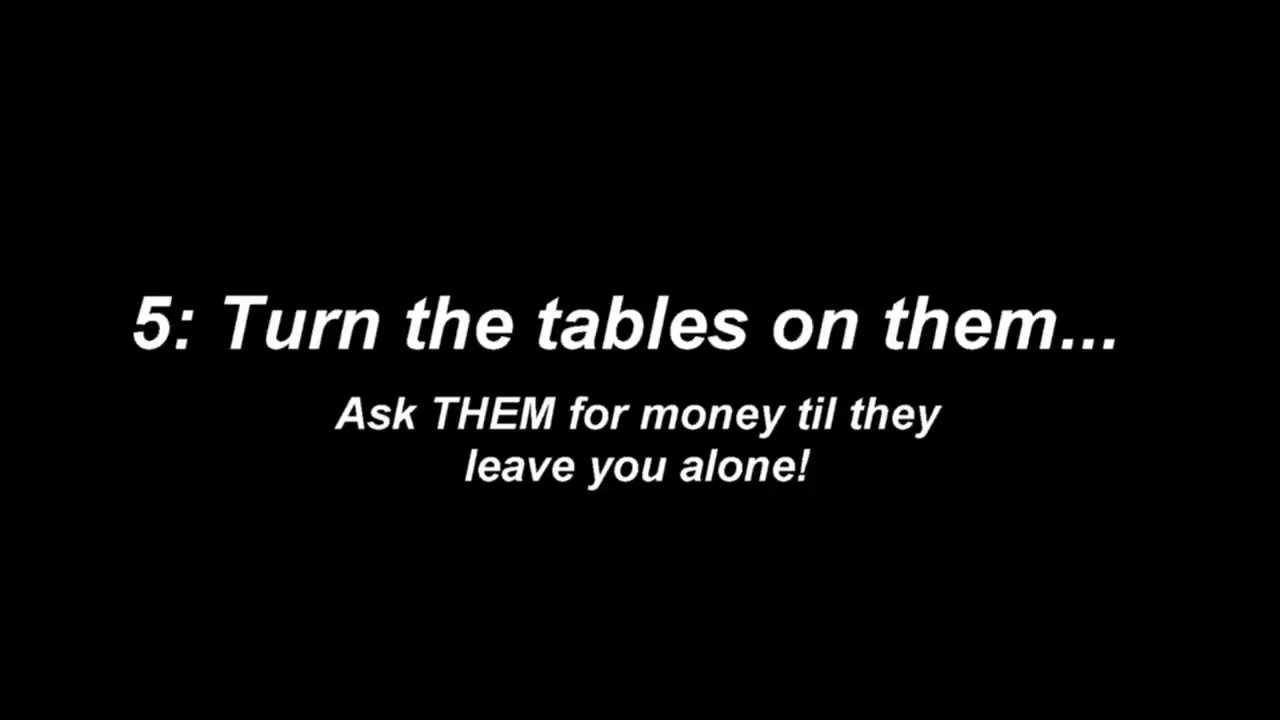 5: Turn the tables on them...
Ask THEM for money til they
leave you alone!